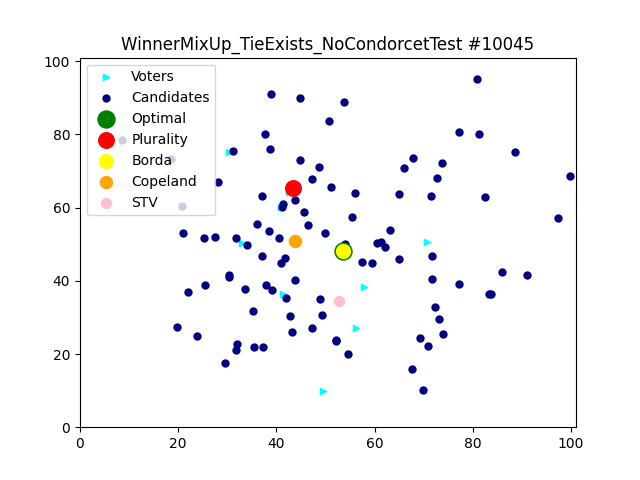 WinnerMixUp_TieExists_NoCondorcetTest #10045
Voters
Candidates
Optimal
Plurality
Borda
Copeland
STV
100
80
60
40
20
0
0 20 40 60 80 100